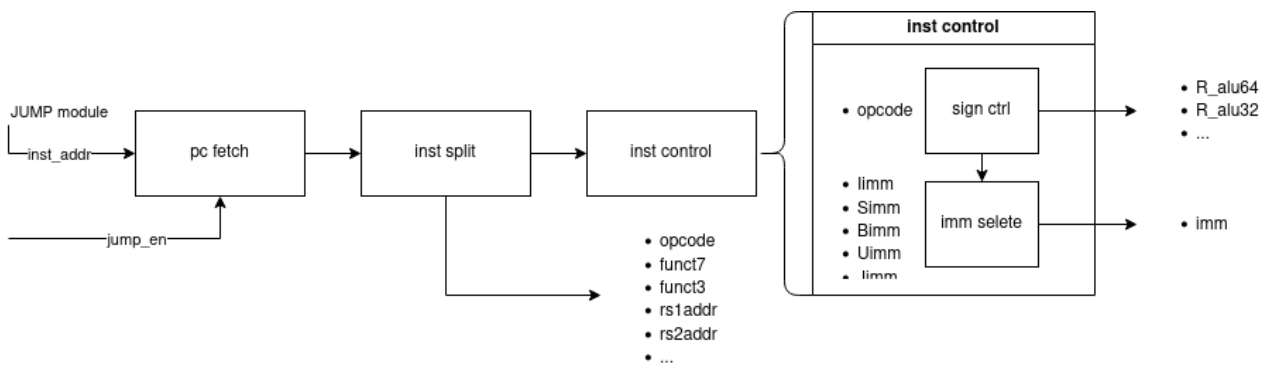 JUMP module
inst_addr
jump_en
pc fetch
inst split
inst control
• opcode
• funct7
• funct3
• rs1addr
• rs2addr
• ...
inst control
• opcode
sign ctrl
• Iimm
• Simm
• Bimm
• Uimm
• Jimm
imm selete
• R_alu64
• R_alu32
• ...
• imm